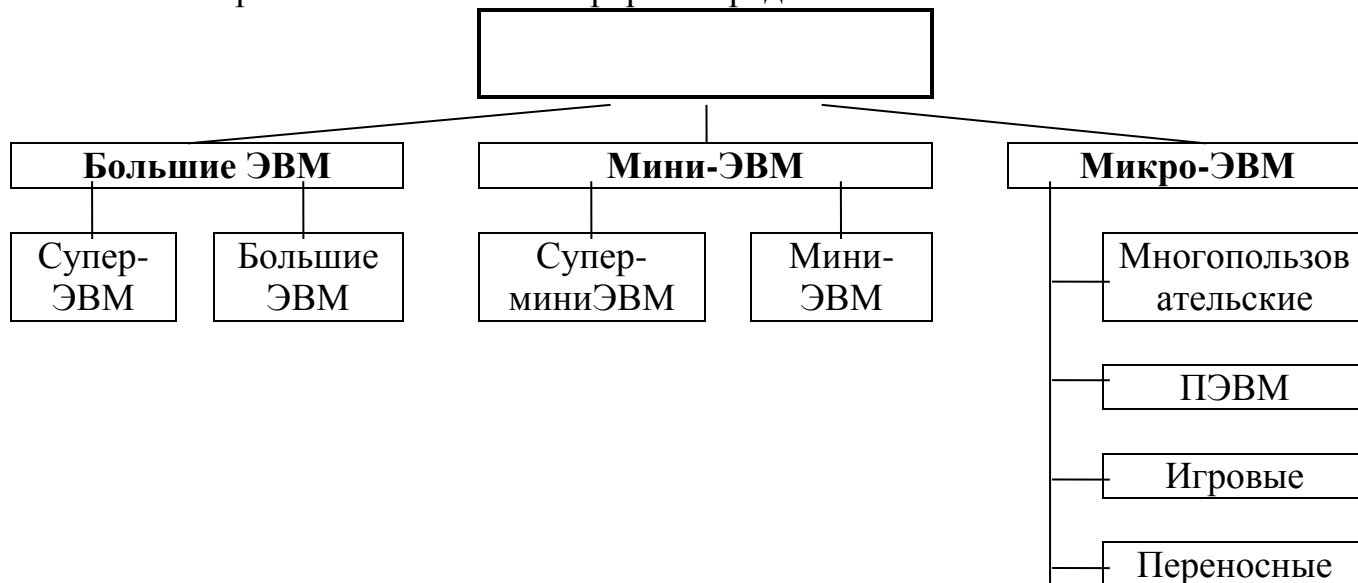 Большие ЭВМ
Мини-ЭВМ
Микро-ЭВМ
Супер-
ЭВМ
Большие
ЭВМ
Супер-
миниЭВМ
Мини-
ЭВМ
Многопользов
ательские
ПЭВМ
Игровые
Переносные